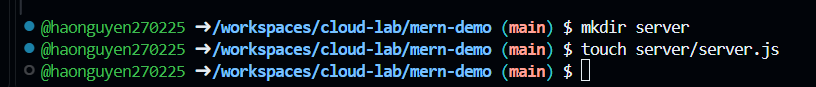 @haonguyen270225 ➜/workspaces/cloud-lab/mern-demo (main) $ mkdir server
@haonguyen270225 ➜/workspaces/cloud-lab/mern-demo (main) $ touch server/server.js
@haonguyen270225 ➜/workspaces/cloud-lab/mern-demo (main) $